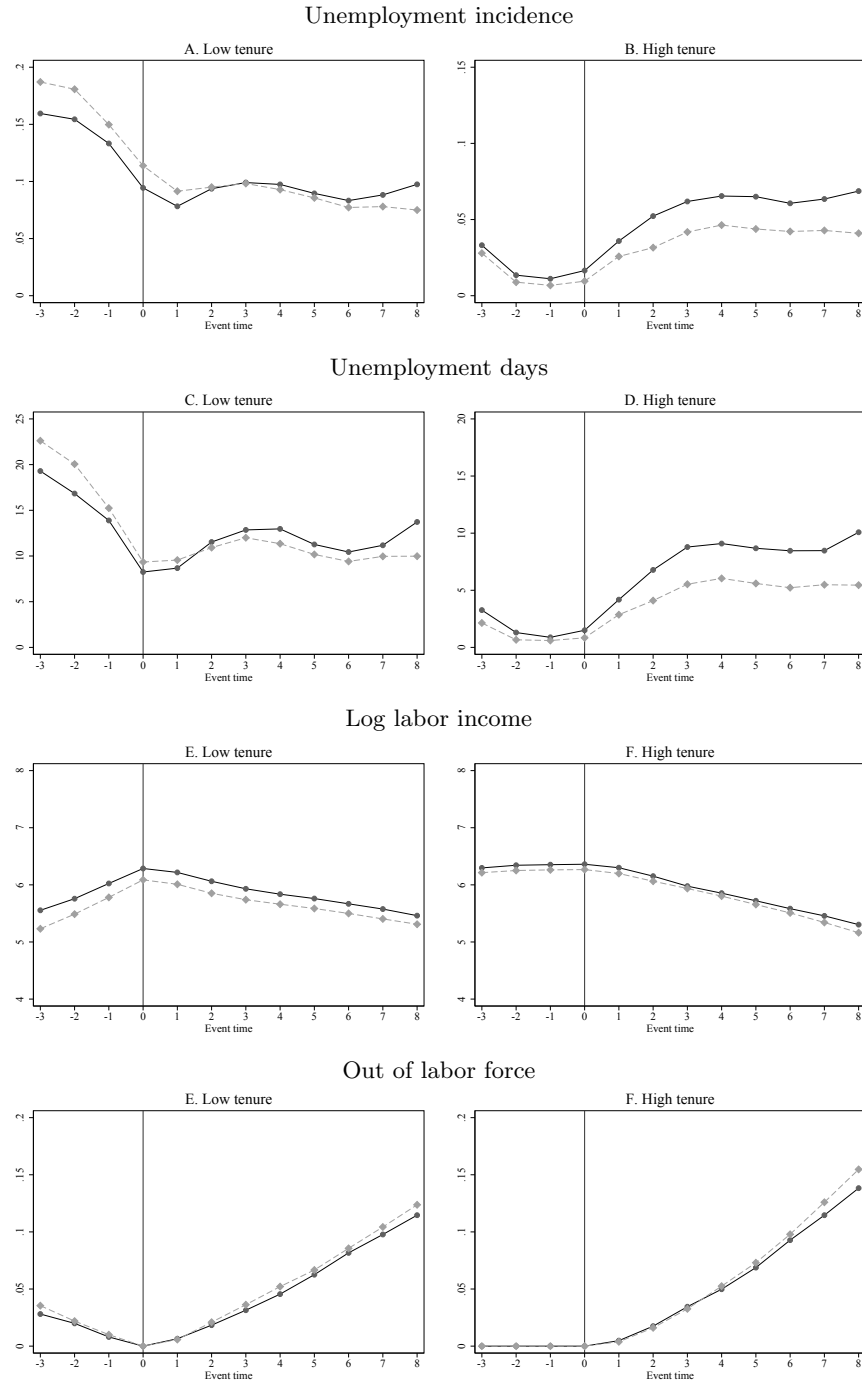 Unemployment incidence
A. Low tenure
0 .05 .1 .15 .2
-3 -2 -1 0 1 2 3 4 5 6 7 8
Event time
B. High tenure
0 .05 .1 .15
-3 -2 -1 0 1 2 3 4 5 6 7 8
Event time
Unemployment days
C. Low tenure
0 5 10 15 20 25
-3 -2 -1 0 1 2 3 4 5 6 7 8
Event time
D. High tenure
0 5 10 15 20
-3 -2 -1 0 1 2 3 4 5 6 7 8
Event time
Log labor income
E. Low tenure
4 5 6 7 8
-3 -2 -1 0 1 2 3 4 5 6 7 8
Event time
F. High tenure
4 5 6 7 8
-3 -2 -1 0 1 2 3 4 5 6 7 8
Event time
Out of labor force
E. Low tenure
0 .05 .1 .15 .2
-3 -2 -1 0 1 2 3 4 5 6 7 8
Event time
F. High tenure
0 .05 .1 .15 .2
-3 -2 -1 0 1 2 3 4 5 6 7 8
Event time